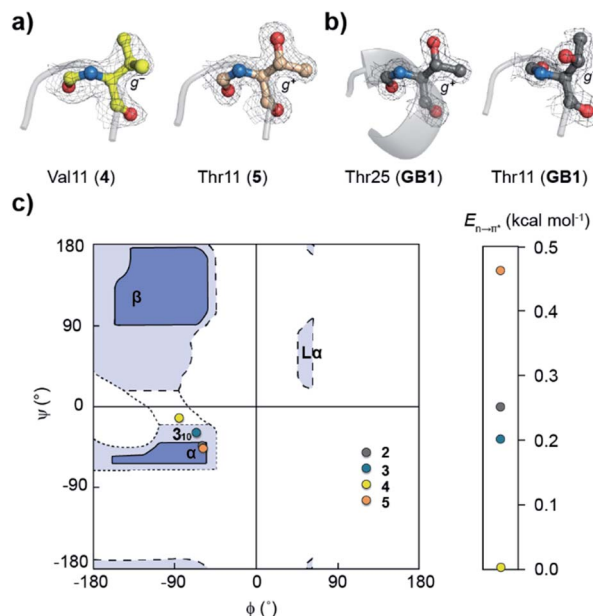 a)
b)
g⁻
g⁺
g⁺
g⁻
Val11 (4)
Thr11 (5)
Thr25 (GB1)
Thr11 (GB1)
c)
E n→π* (kcal mol⁻¹)
180
90
0
-90
-180
ψ (°)
β
Lα
3₁₀
α
2
3
4
5
-180
-90
0
90
180
ϕ (°)
0.5
0.4
0.3
0.2
0.1
0.0